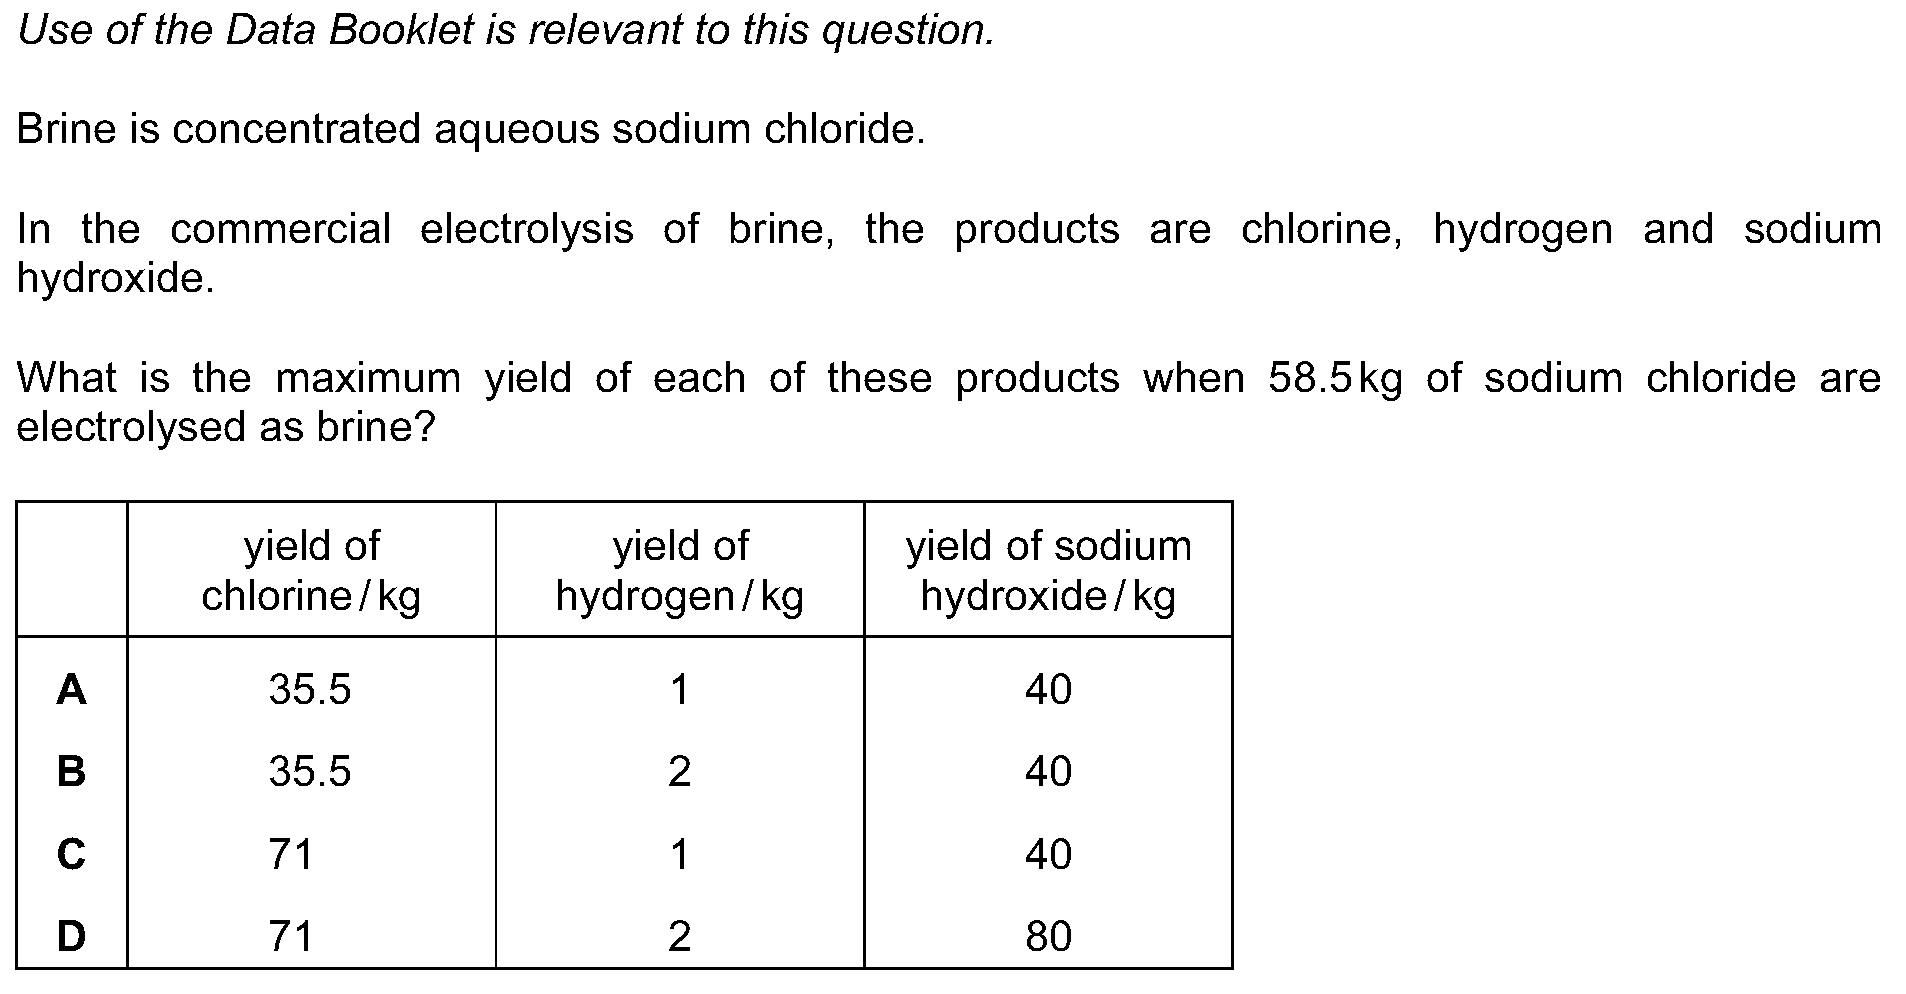 Use of the Data Booklet is relevant to this question.
Brine is concentrated aqueous sodium chloride.
In the commercial electrolysis of brine, the products are chlorine, hydrogen and sodium
hydroxide.
What is the maximum yield of each of these products when 58.5 kg of sodium chloride are
electrolysed as brine?
yield of chlorine / kg
yield of hydrogen / kg
yield of sodium hydroxide / kg
A 35.5 1 40
B 35.5 2 40
C 71 1 40
D 71 2 80